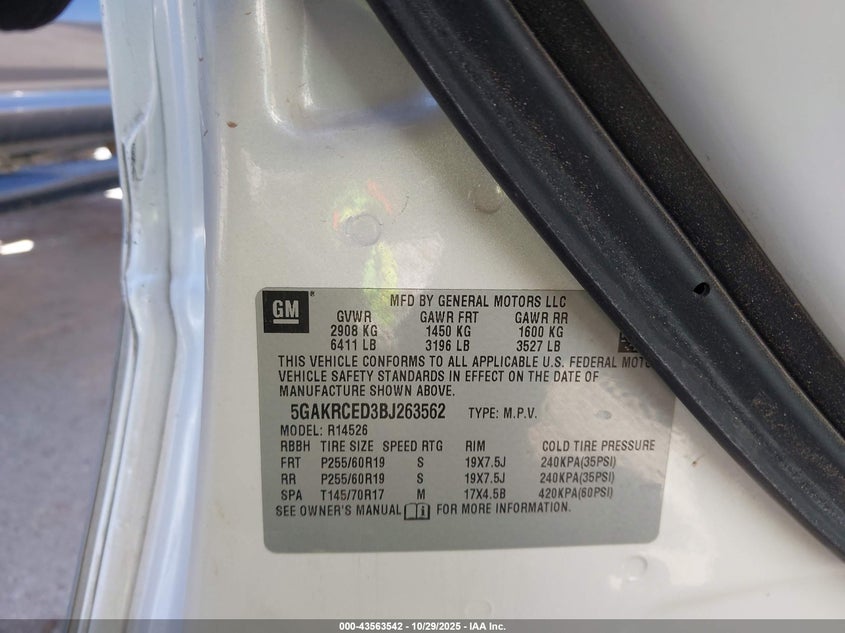 GM ®
MFD BY GENERAL MOTORS LLC
GVWR GAWR FRT GAWR RR
2908 KG 1450 KG 1600 KG
6411 LB 3196 LB 3527 LB
THIS VEHICLE CONFORMS TO ALL APPLICABLE U.S. FEDERAL
VEHICLE SAFETY STANDARDS IN EFFECT ON THE DATE OF
MANUFACTURE SHOWN ABOVE.
5GAKRCED3BJ263562 TYPE: M.P.V.
MODEL: R14526
RBBH TIRE SIZE SPEED RTG RIM COLD TIRE PRESSURE
FRT P255/60R19 S 19X7.5J 240KPA(35PSI)
RR P255/60R19 S 19X7.5J 240KPA(35PSI)
SPA T145/70R17 M 17X4.5B 420KPA(60PSI)
SEE OWNER'S MANUAL FOR MORE INFORMATION.
000-43563542 - 10/29/2025 - IAA Inc.